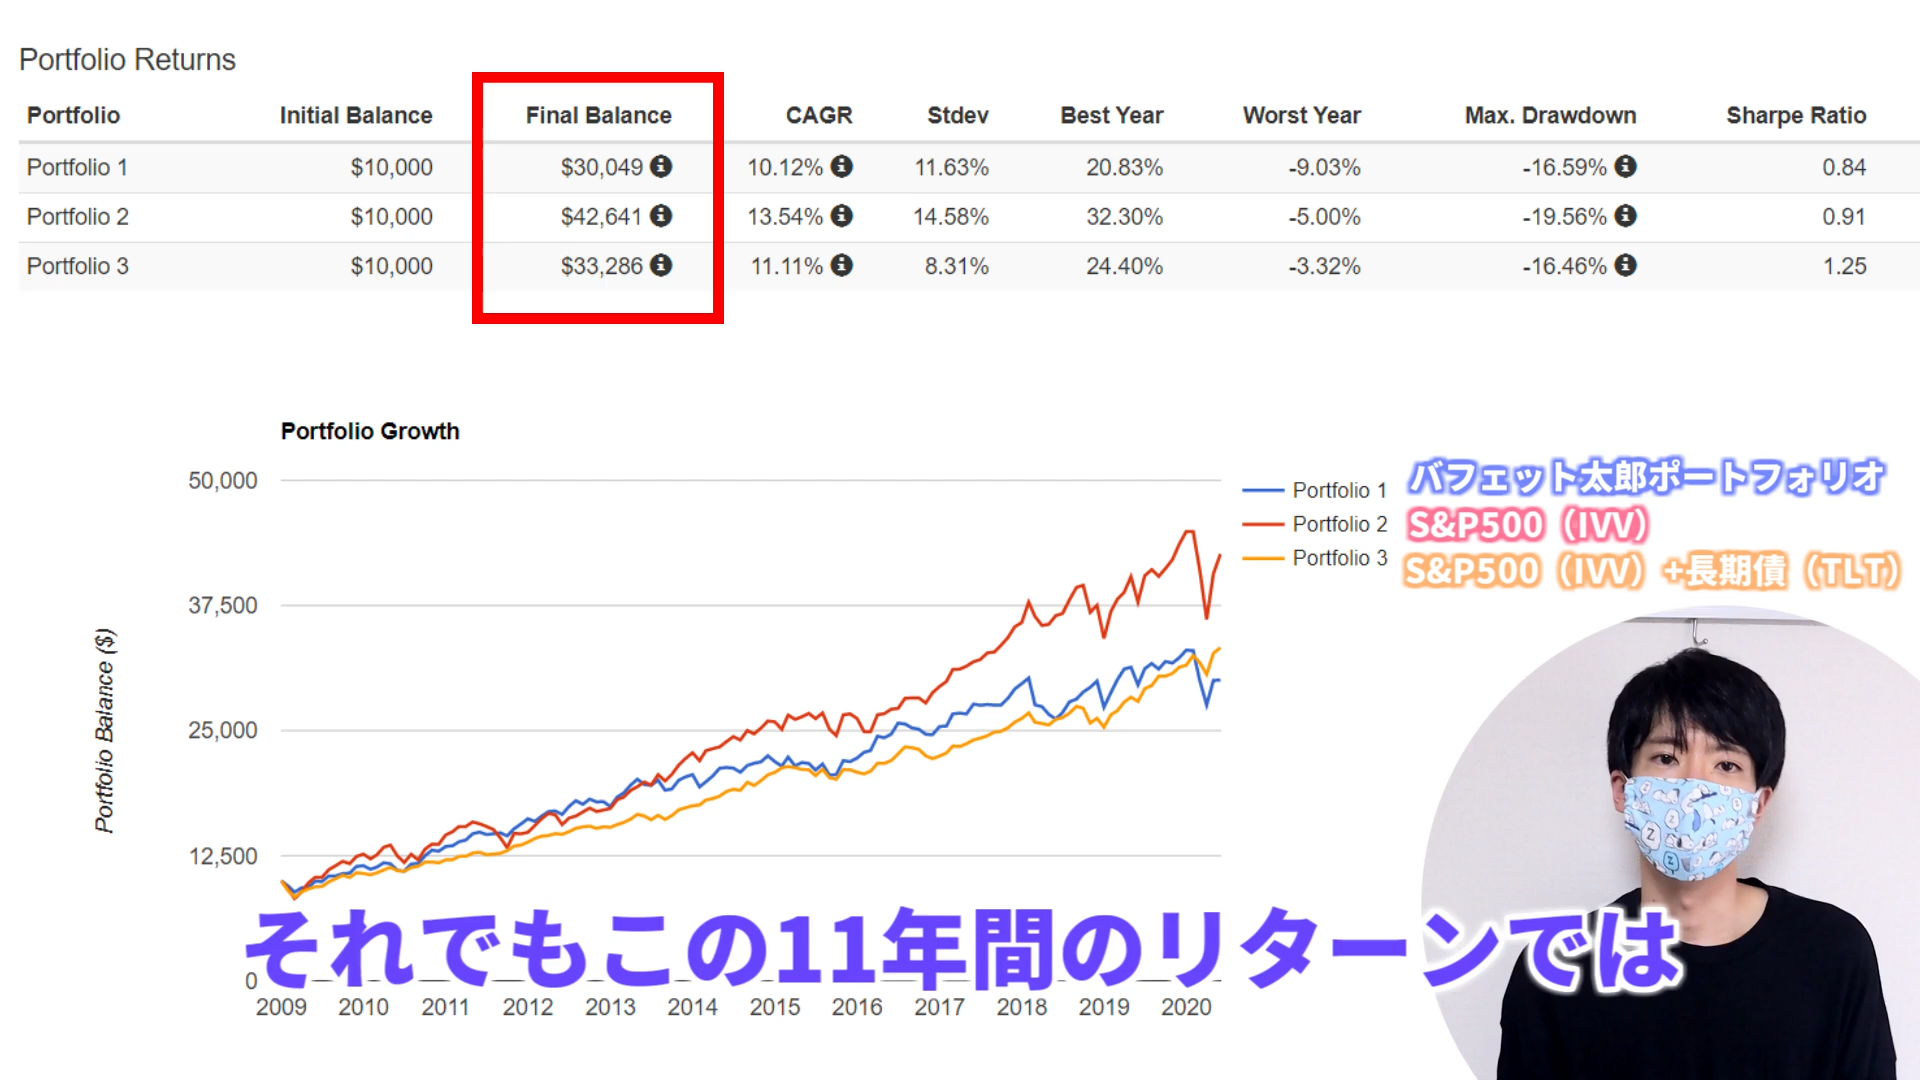 Portfolio Returns
Portfolio Initial Balance Final Balance CAGR Stdev Best Year Worst Year Max. Drawdown Sharpe Ratio
Portfolio 1 $10,000 $30,049 10.12% 11.63% 20.83% -9.03% -16.59% 0.84
Portfolio 2 $10,000 $42,641 13.54% 14.58% 32.30% -5.00% -19.56% 0.91
Portfolio 3 $10,000 $33,286 11.11% 8.31% 24.40% -3.32% -16.46% 1.25
Portfolio Growth
Portfolio Balance ($)
50,000
37,500
25,000
12,500
0
2009 2010 2011 2012 2013 2014 2015 2016 2017 2018 2019 2020
Portfolio 1 バフェット太郎ポートフォリオ
Portfolio 2 S&P500（IVV）
Portfolio 3 S&P500（IVV）+長期債（TLT）
Z
Z
Z
それでもこの11年間のリターンでは